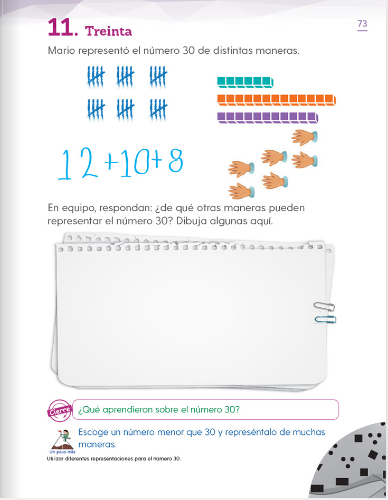 11. Treinta
73
Mario representó el número 30 de distintas maneras.
12+10+8
En equipo, respondan: ¿de qué otras maneras pueden
representar el número 30? Dibuja algunas aquí.
Cierre
¿Qué aprendieron sobre el número 30?
Escoge un número menor que 30 y represéntalo de muchas
maneras.
Un paso más
Utilizar diferentes representaciones para el número 30.